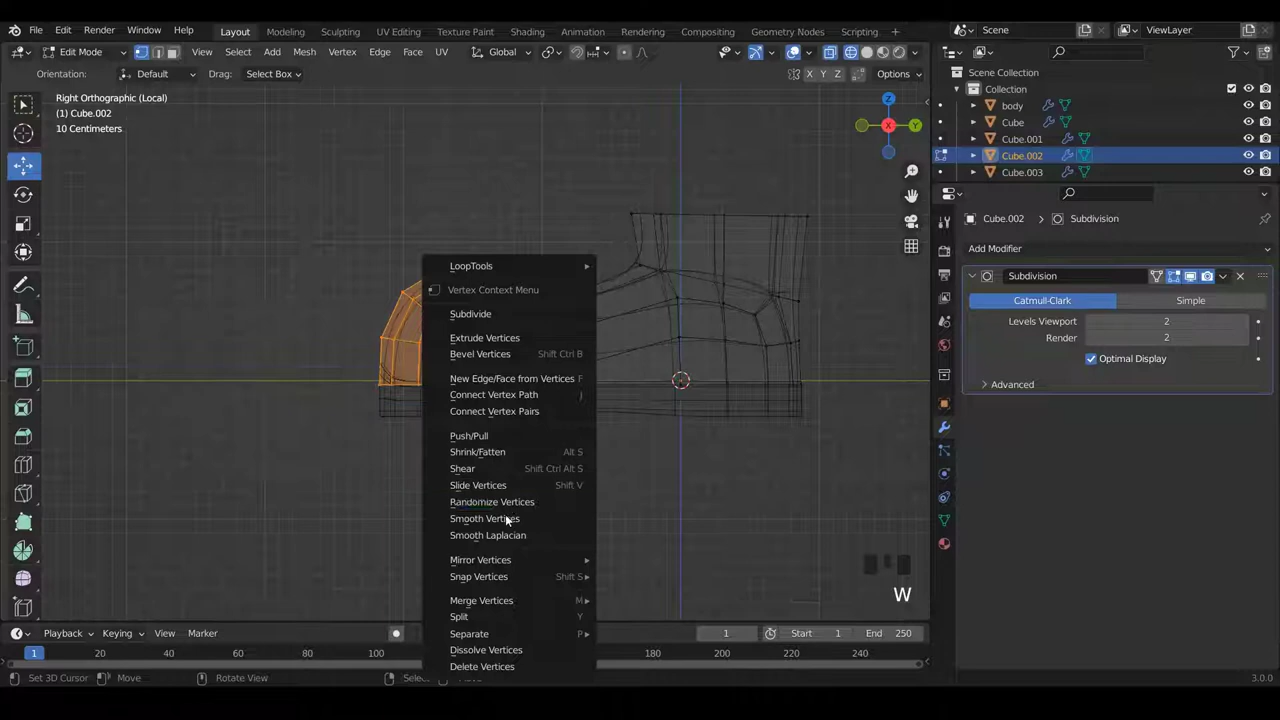 File Edit Render Window Help Layout Modeling Sculpting UV Editing Texture Paint Shading Animation Rendering Compositing Geometry Nodes Scripting + Scene ViewLayer
Edit Mode View Select Add Mesh Vertex Edge Face UV Global
Orientation: Default Drag: Select Box X Y Z Options
Right Orthographic (Local)
(1) Cube.002
10 Centimeters
Z
X
Y
LoopTools
Vertex Context Menu
Subdivide
Extrude Vertices
Bevel Vertices Shift Ctrl B
New Edge/Face from Vertices F
Connect Vertex Path J
Connect Vertex Pairs
Push/Pull
Shrink/Fatten Alt S
Shear Shift Ctrl Alt S
Slide Vertices Shift V
Randomize Vertices
Smooth Vertices
Smooth Laplacian
Mirror Vertices
Snap Vertices Shift S
Merge Vertices M
Split Y
Separate P
Dissolve Vertices
Delete Vertices
W
Scene Collection
Collection
body
Cube
Cube.001
Cube.002
Cube.003
Cube.002 Subdivision
Add Modifier
Subdivision
Catmull-Clark Simple
Levels Viewport 2
Render 2
Optimal Display
Advanced
Playback Keying View Marker 1 Start 1 End 250
1 20 40 60 80 100 180 200 220 240
Set 3D Cursor Move Rotate View Select Move 3.0.0